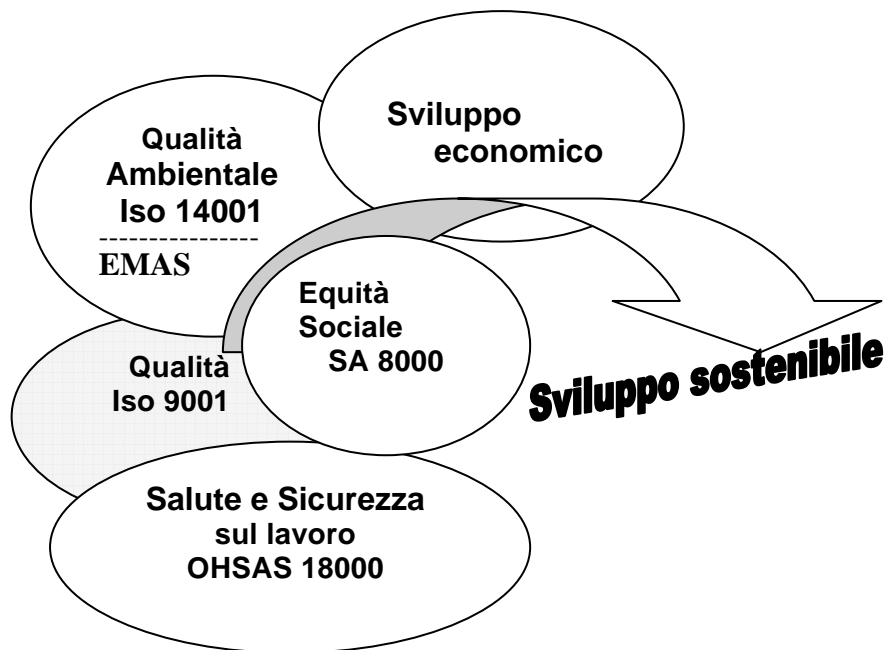 Qualità
Ambientale
Iso 14001
---------------
EMAS
Sviluppo
economico
Equità
Sociale
SA 8000
Qualità
Iso 9001
Sviluppo sostenibile
Salute e Sicurezza
sul lavoro
OHSAS 18000